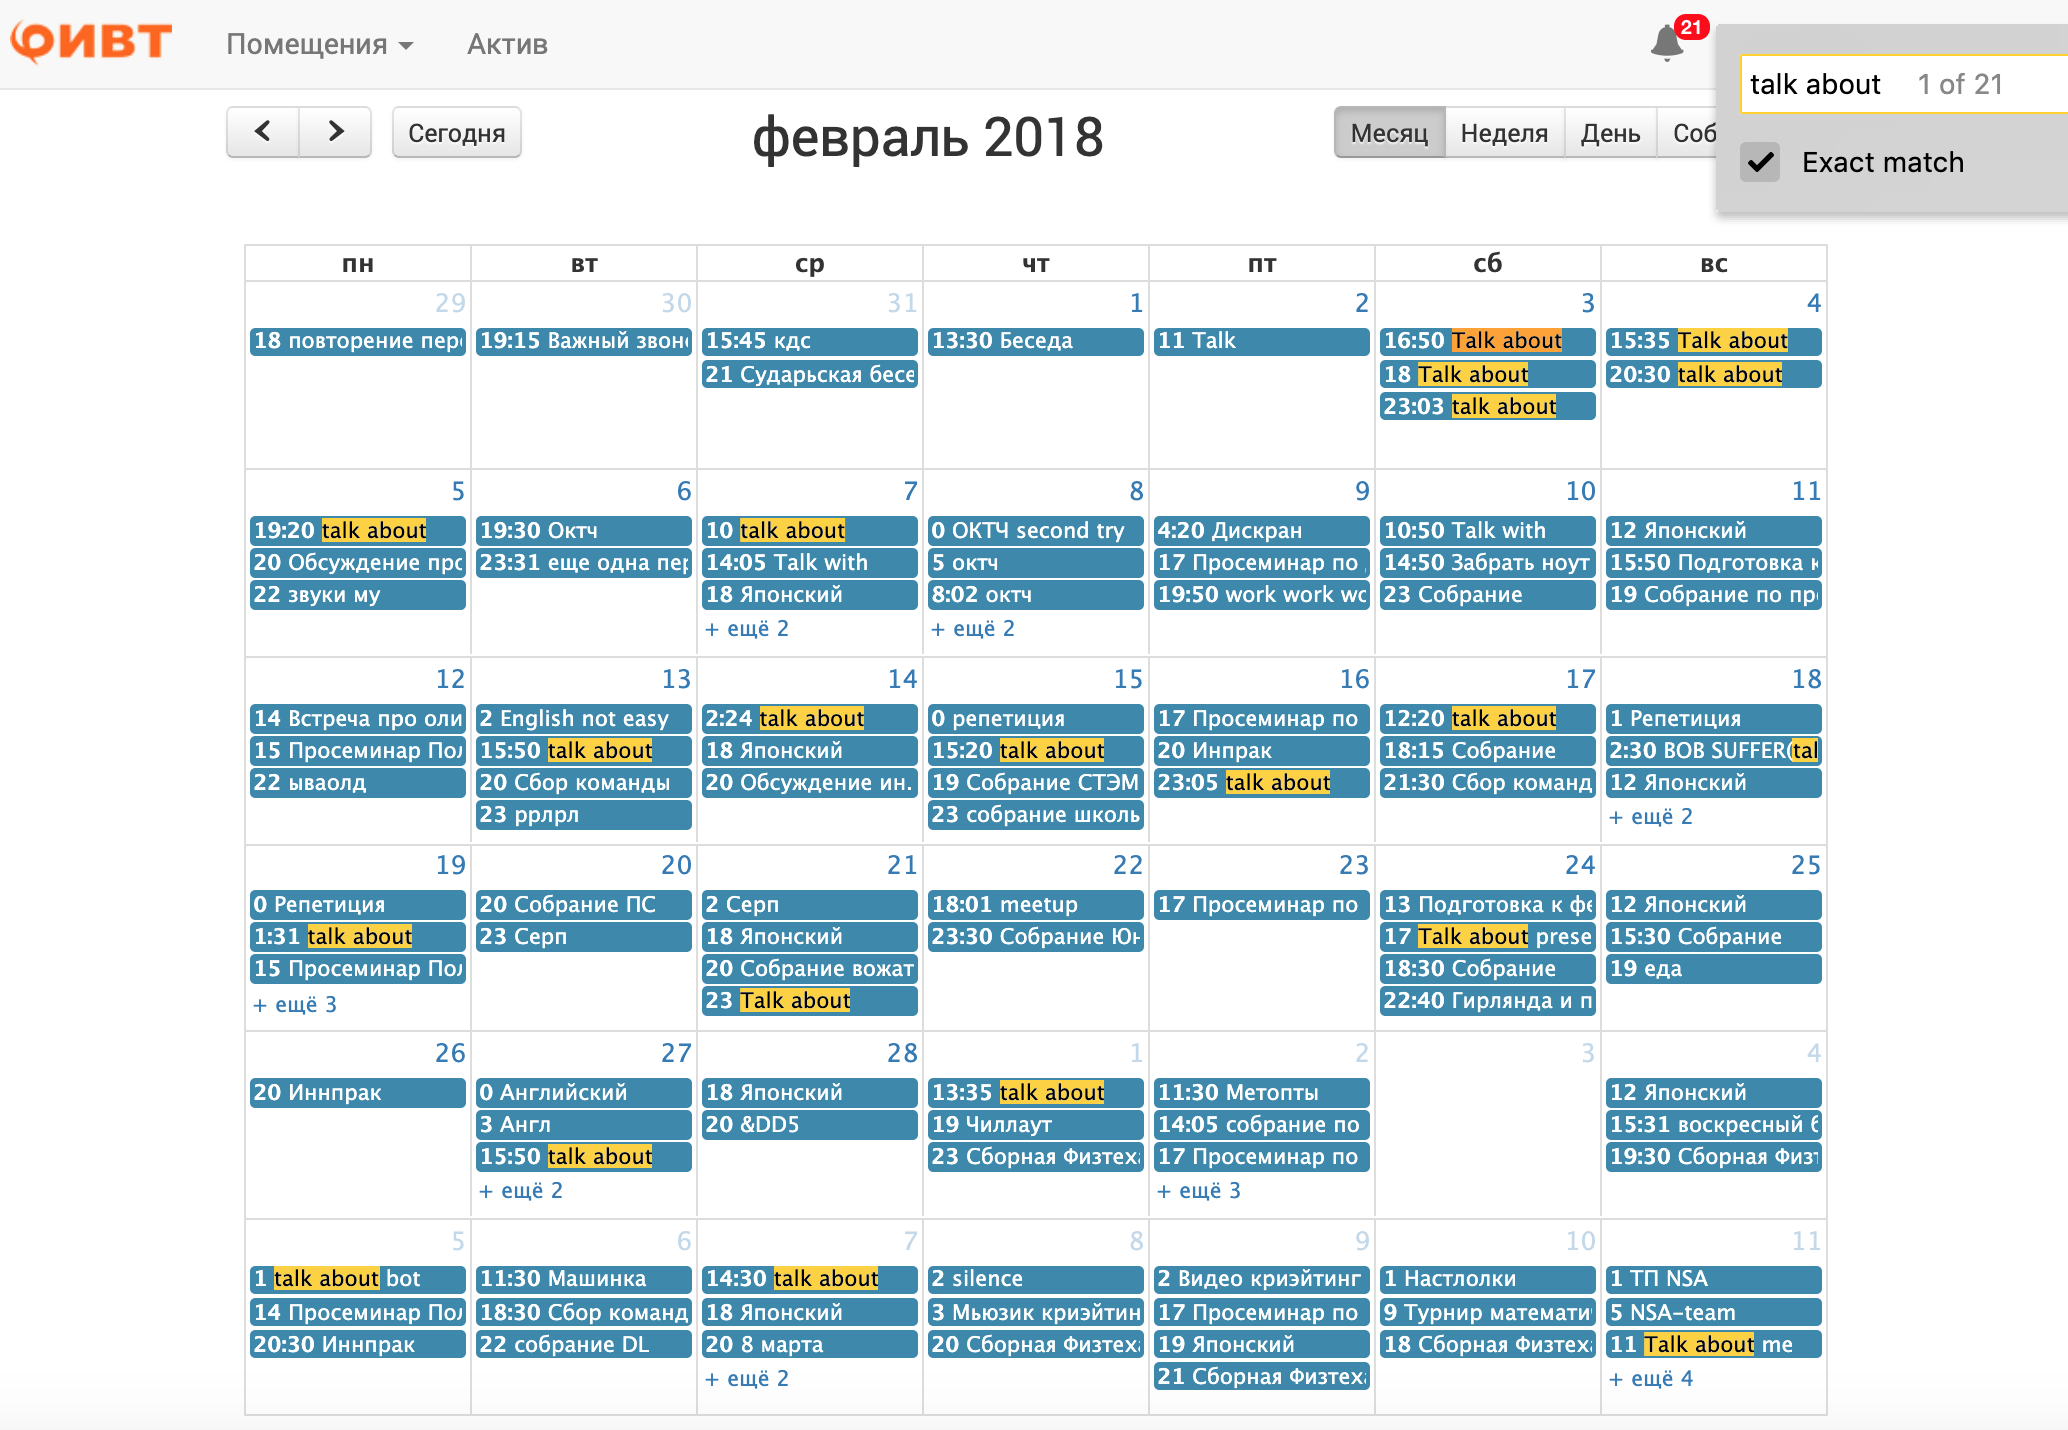 ФИВТ
Помещения
Актив
21
talk about 1 of 21
Exact match
Сегодня
февраль 2018
Месяц
Неделя
День
Соб
пн вт ср чт пт сб вс
29
18 повторение пер
30
19:15 Важный звон
31
15:45 кдс
21 Сударьская бесе
1
13:30 Беседа
2
11 Talk
3
16:50 Talk about
18 Talk about
23:03 talk about
4
15:35 Talk about
20:30 talk about
5
19:20 talk about
20 Обсуждение про
22 звуки му
6
19:30 Октч
23:31 еще одна пер
7
10 talk about
14:05 Talk with
18 Японский
+ ещё 2
8
0 ОКТЧ second try
5 октч
8:02 октч
+ ещё 2
9
4:20 Дискран
17 Просеминар по
19:50 work work wo
10
10:50 Talk with
14:50 Забрать ноут
23 Собрание
11
12 Японский
15:50 Подготовка к
19 Собрание по пр
12
14 Встреча про оли
15 Просеминар Пол
22 ываолд
13
2 English not easy
15:50 talk about
20 Сбор команды
23 ррлрл
14
2:24 talk about
18 Японский
20 Обсуждение ин.
15
0 репетиция
15:20 talk about
19 Собрание СТЭМ
23 собрание школь
16
17 Просеминар по
20 Инпрак
23:05 talk about
17
12:20 talk about
18:15 Собрание
21:30 Сбор команд
18
1 Репетиция
2:30 BOB SUFFER(tal
12 Японский
+ ещё 2
19
0 Репетиция
1:31 talk about
15 Просеминар Пол
+ ещё 3
20
20 Собрание ПС
23 Серп
21
2 Серп
18 Японский
20 Собрание вожат
23 Talk about
22
18:01 meetup
23:30 Собрание Юн
23
17 Просеминар по
24
13 Подготовка к фе
17 Talk about prese
18:30 Собрание
22:40 Гирлянда и п
25
12 Японский
15:30 Собрание
19 еда
26
20 Иннпрак
27
0 Английский
3 Англ
15:50 talk about
+ ещё 2
28
18 Японский
20 &DD5
1
13:35 talk about
19 Чиллаут
23 Сборная Физтеха
2
11:30 Метопты
14:05 собрание по
17 Просеминар по
+ ещё 3
3
4
12 Японский
15:31 воскресный б
19:30 Сборная Физт
5
1 talk about bot
14 Просеминар Пол
20:30 Иннпрак
6
11:30 Машинка
18:30 Сбор команд
22 собрание DL
7
14:30 talk about
18 Японский
20 8 марта
+ ещё 2
8
2 silence
3 Мьюзик криэйтин
20 Сборная Физтеха
9
2 Видео криэйтинг
17 Просеминар по
19 Японский
21 Сборная Физтеха
10
1 Настлолки
9 Турнир математи
18 Сборная Физтеха
11
1 ТП NSA
5 NSA-team
11 Talk about me
+ ещё 4